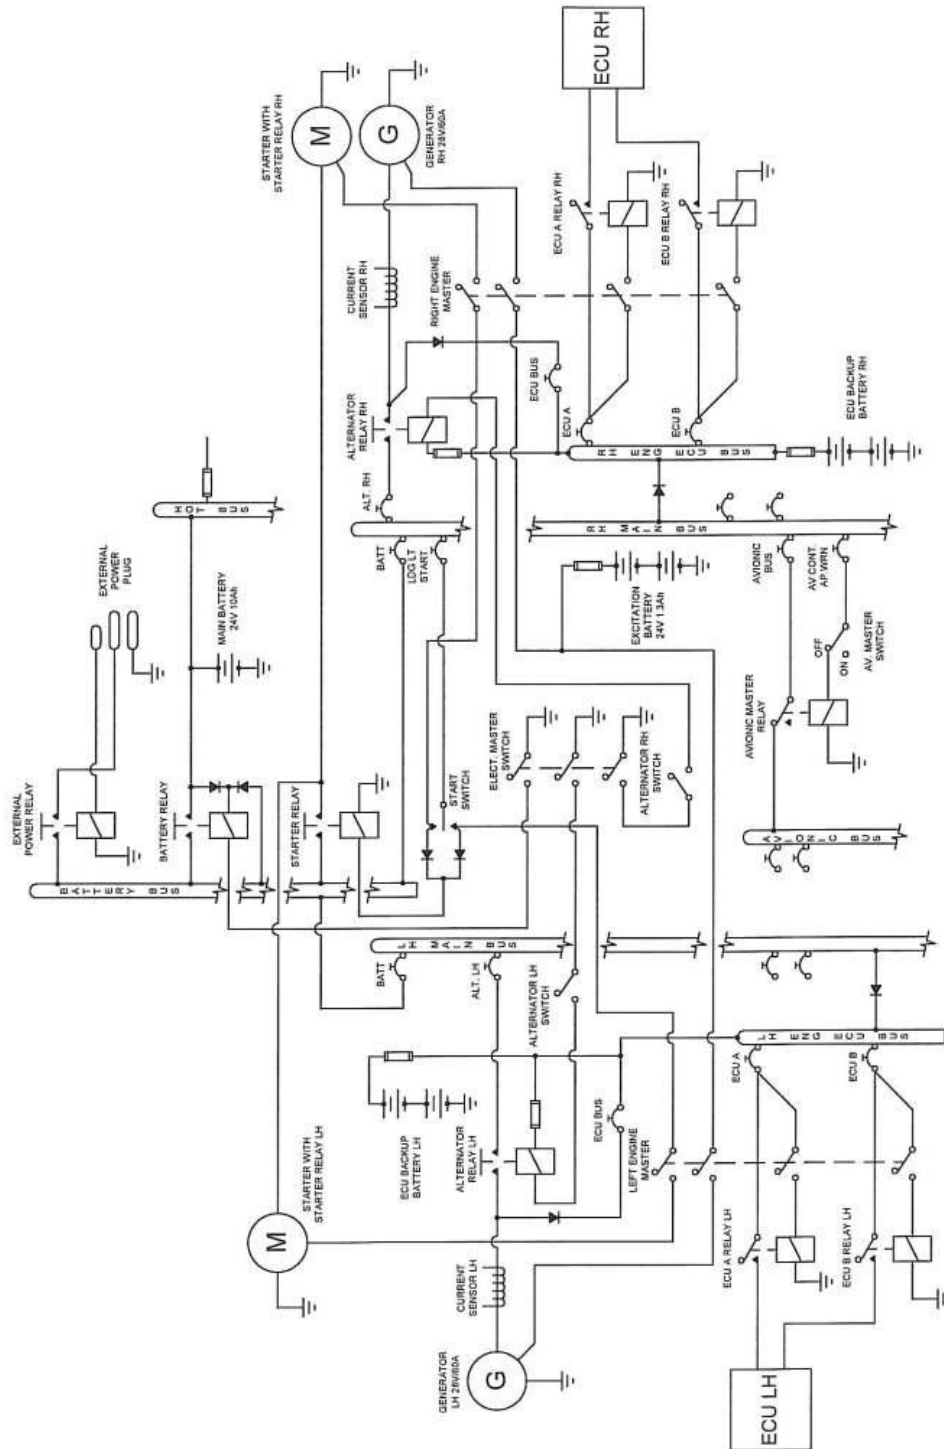 EXTERNAL
POWER RELAY
BATTERY RELAY
STARTER RELAY
BATTERY BUS
EXTERNAL
POWER
PLUG
MAIN BATTERY
24V 10Ah
HOT BUS
STARTER WITH
STARTER RELAY RH
M
G
GENERATOR
RH 28V/60A
CURRENT
SENSOR RH
ALTERNATOR
RELAY RH
ALT. RH
BATT
LDG LT
START
START
SWITCH
RIGHT ENGINE
MASTER
ECU BUS
ECU RH
ECU A RELAY RH
ECU B RELAY RH
ECU A
ECU B
RH ENG ECU BUS
ECU BACKUP
BATTERY RH
RH MAIN BUS
EXCITATION
BATTERY
24V 1.3Ah
AVIONIC
BUS
AV CONT.
AP WRN
OFF
ON
AV. MASTER
SWITCH
AVIONIC MASTER
RELAY
AVIONIC BUS
ELECT. MASTER
SWITCH
ALTERNATOR RH
SWITCH
LH MAIN BUS
BATT
ALT. LH
ALTERNATOR LH
SWITCH
STARTER WITH
STARTER RELAY LH
M
ECU BACKUP
BATTERY LH
ALTERNATOR
RELAY LH
CURRENT
SENSOR LH
GENERATOR
LH 28V/60A
G
ECU BUS
LEFT ENGINE
MASTER
LH ENG ECU BUS
ECU A
ECU B
ECU A RELAY LH
ECU B RELAY LH
ECU LH